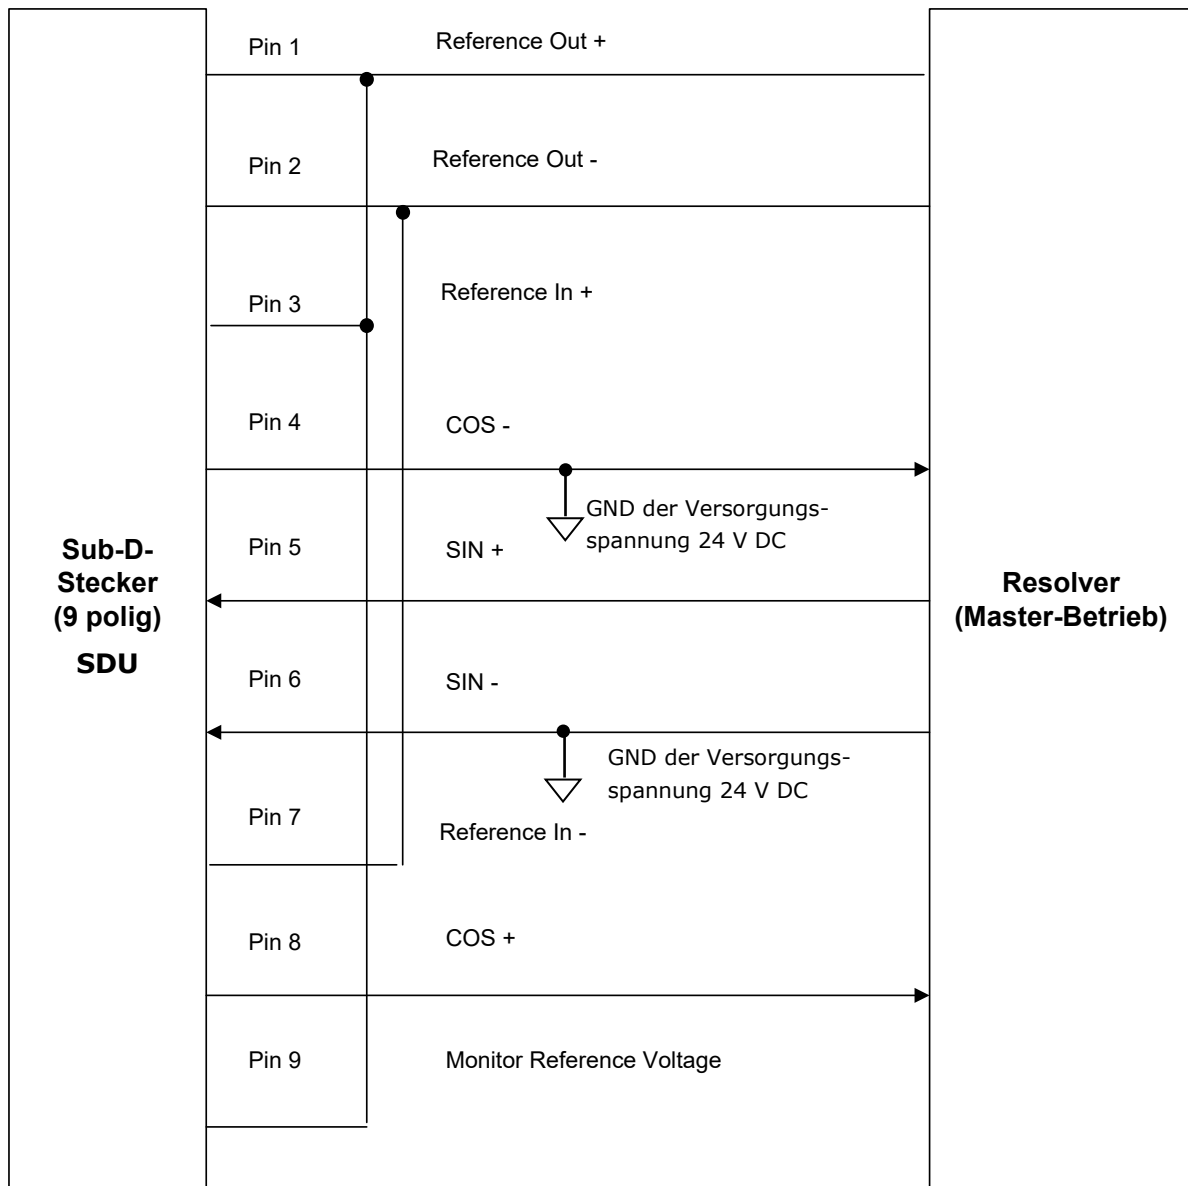 Pin 1
Reference Out +
Pin 2
Reference Out -
Pin 3
Reference In +
Pin 4
COS -
GND der Versorgungs-
spannung 24 V DC
Pin 5
SIN +
Sub-D-
Stecker
(9 polig)
SDU
Resolver
(Master-Betrieb)
Pin 6
SIN -
GND der Versorgungs-
spannung 24 V DC
Pin 7
Reference In -
Pin 8
COS +
Pin 9
Monitor Reference Voltage